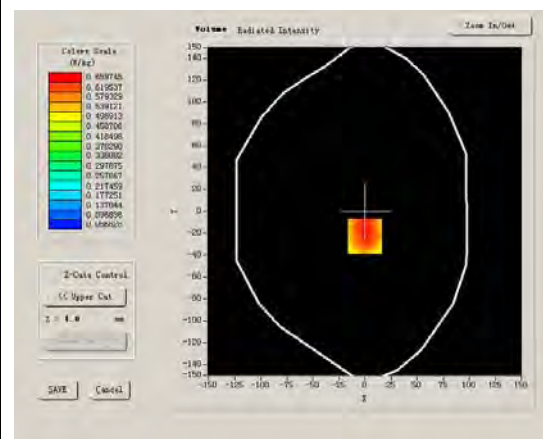 Volume Radiated Intensity
Zoom In/Out
Colors Scale
(W/kg)
0.659745
0.619537
0.579329
0.539121
0.498913
0.458706
0.418498
0.378290
0.338082
0.297875
0.257667
0.217459
0.177251
0.137044
0.096836
150
120
100
80
60
40
20
0
-20
-40
-60
-80
-100
-120
-140
-150
Y
-150 -125 -100 -75 -50 -25 0 25 50 75 100 125 150
X
Z-Cuts Control
<< Upper Cut
Z = 4.0 mm
SAVE Cancel